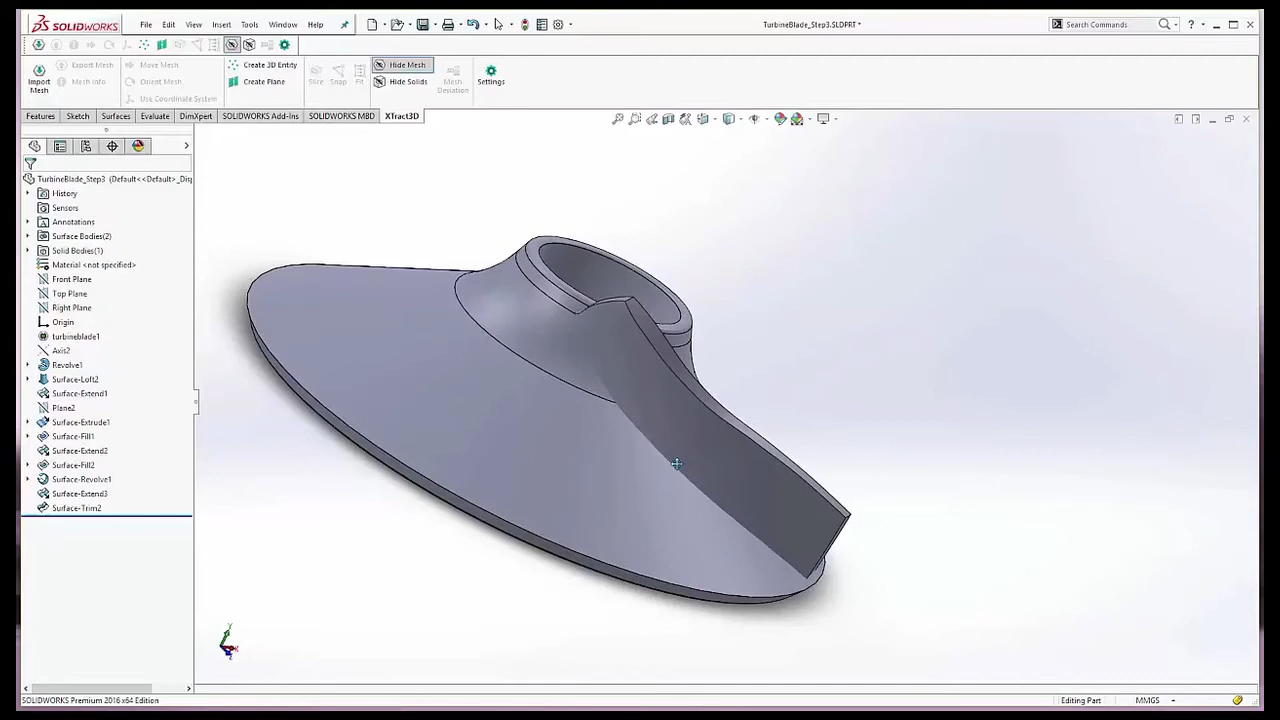 SOLIDWORKS File Edit View Insert Tools Window Help TurbineBlade_Step3.SLDPRT * Search Commands
Import Mesh Export Mesh Mesh Info Move Mesh Orient Mesh Use Coordinate System Create 3D Entity Create Plane Slice Snap Fit Hide Mesh Hide Solids Mesh Deviation Settings
Features Sketch Surfaces Evaluate DimXpert SOLIDWORKS Add-Ins SOLIDWORKS MBD XTract3D
TurbineBlade_Step3 (Default<<Default>_Disp
History
Sensors
Annotations
Surface Bodies(2)
Solid Bodies(1)
Material <not specified>
Front Plane
Top Plane
Right Plane
Origin
turbineblade1
Axis2
Revolve1
Surface-Loft2
Surface-Extend1
Plane2
Surface-Extrude1
Surface-Fill1
Surface-Extend2
Surface-Fill2
Surface-Revolve1
Surface-Extend3
Surface-Trim2
SOLIDWORKS Premium 2016 x64 Edition Editing Part MMGS